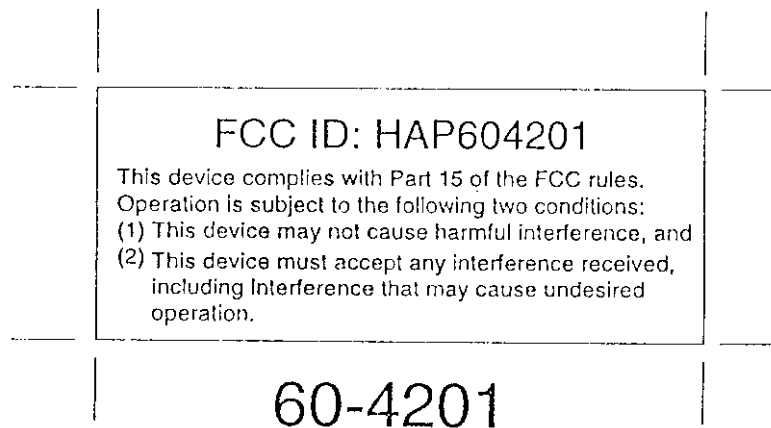 FCC ID: HAP604201
This device complies with Part 15 of the FCC rules.
Operation is subject to the following two conditions:
(1) This device may not cause harmful interference, and
(2) This device must accept any interference received,
including Interference that may cause undesired
operation.
60-4201